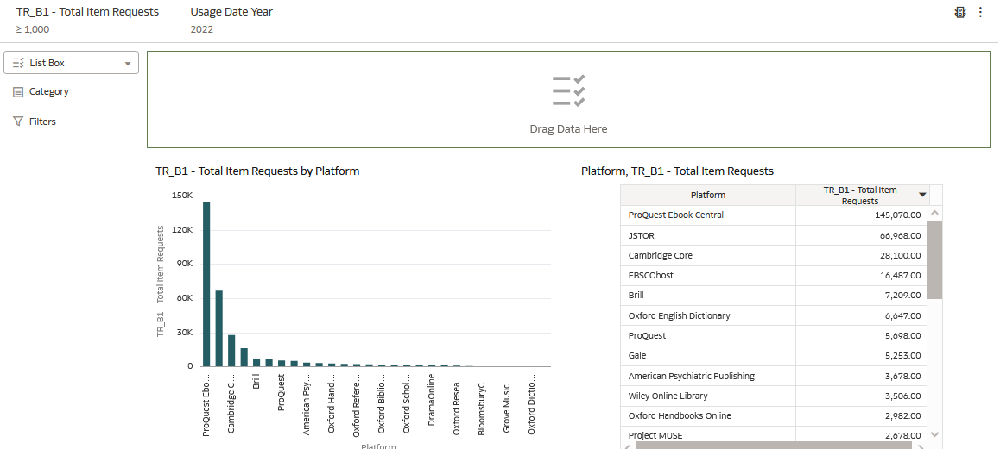 TR_B1 - Total Item Requests
≥ 1,000
Usage Date Year
2022
List Box
Category
Filters
Drag Data Here
TR_B1 - Total Item Requests by Platform
TR_B1 - Total Item Requests
150K
120K
90K
60K
30K
0
ProQuest Ebo...
Cambridge C...
Brill
ProQuest
American Psy...
Oxford Hand...
Oxford Refere...
Oxford Biblio...
Oxford Schol...
DramaOnline
Oxford Resea...
BloomsburyC...
Grove Music ...
Oxford Dictio...
Platform
Platform, TR_B1 - Total Item Requests
Platform TR_B1 - Total Item
Requests
ProQuest Ebook Central 145,070.00
JSTOR 66,968.00
Cambridge Core 28,100.00
EBSCOhost 16,487.00
Brill 7,209.00
Oxford English Dictionary 6,647.00
ProQuest 5,698.00
Gale 5,253.00
American Psychiatric Publishing 3,678.00
Wiley Online Library 3,506.00
Oxford Handbooks Online 2,982.00
Project MUSE 2,678.00